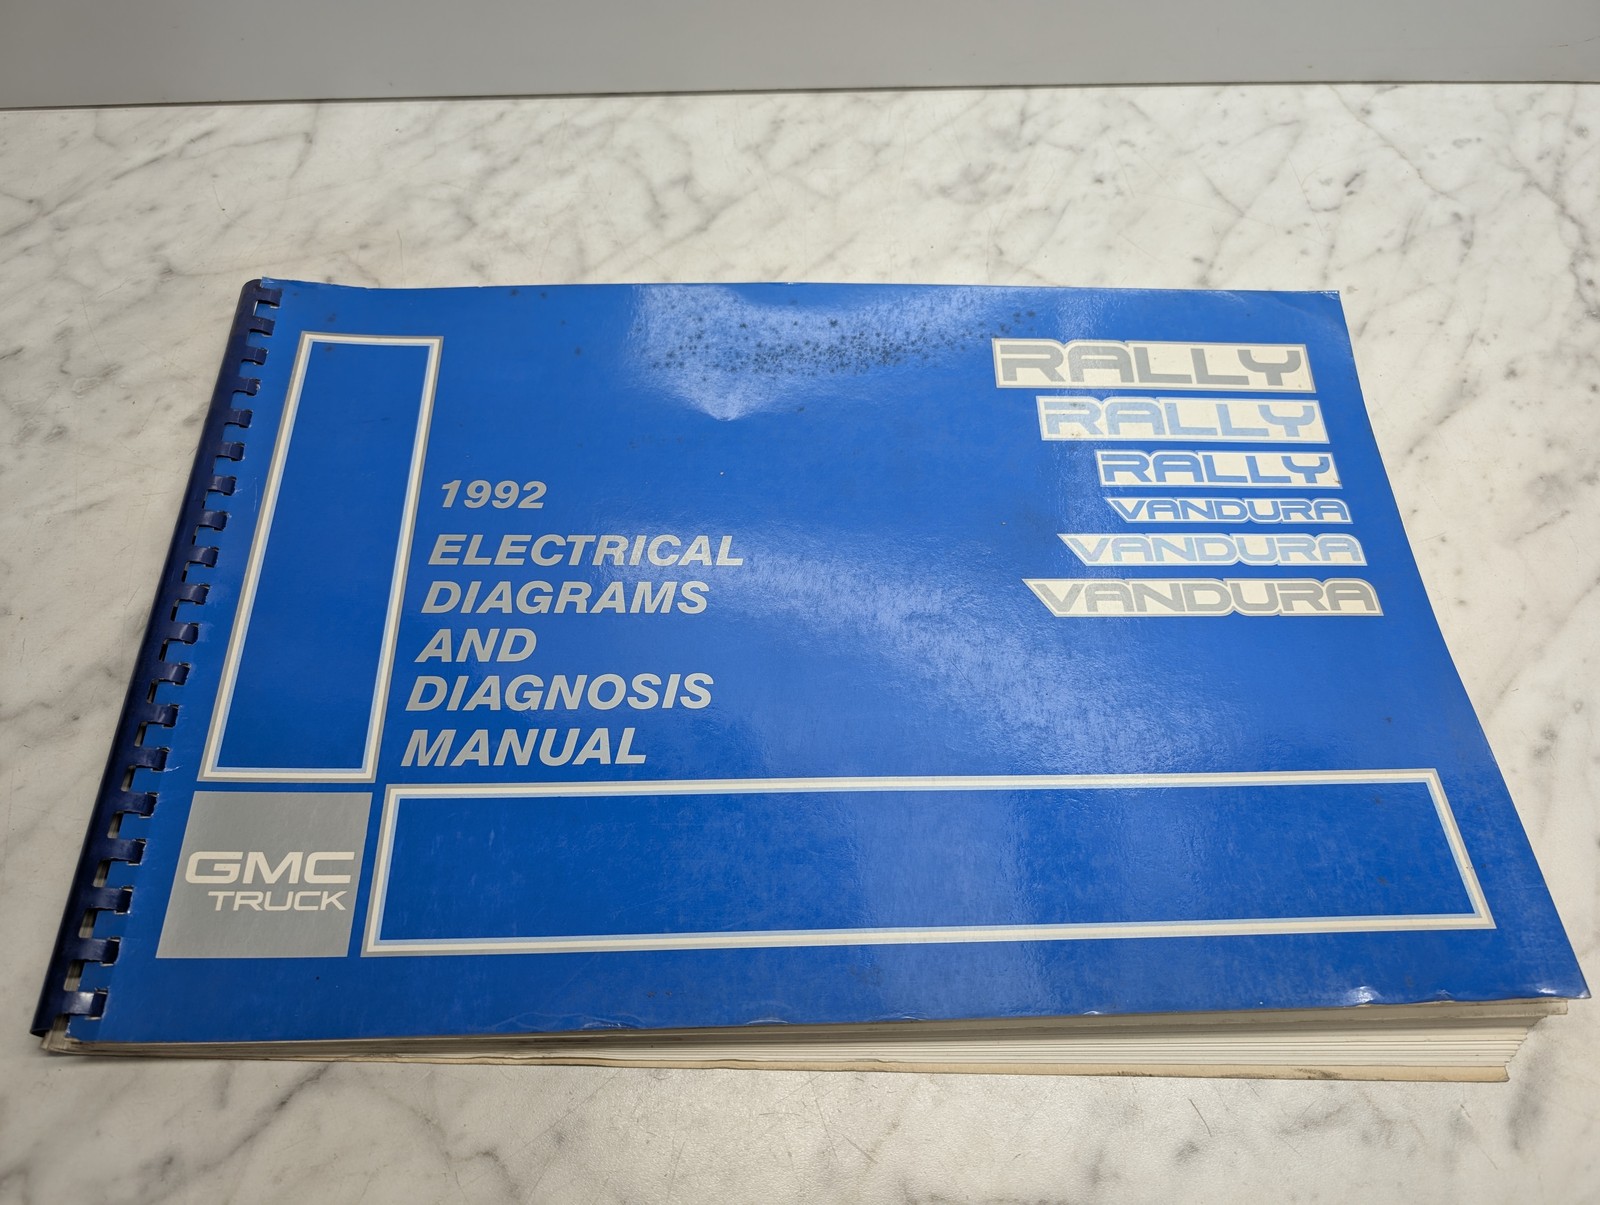 RALLY
RALLY
RALLY
VANDURA
VANDURA
VANDURA
1992
ELECTRICAL
DIAGRAMS
AND
DIAGNOSIS
MANUAL
GMC
TRUCK